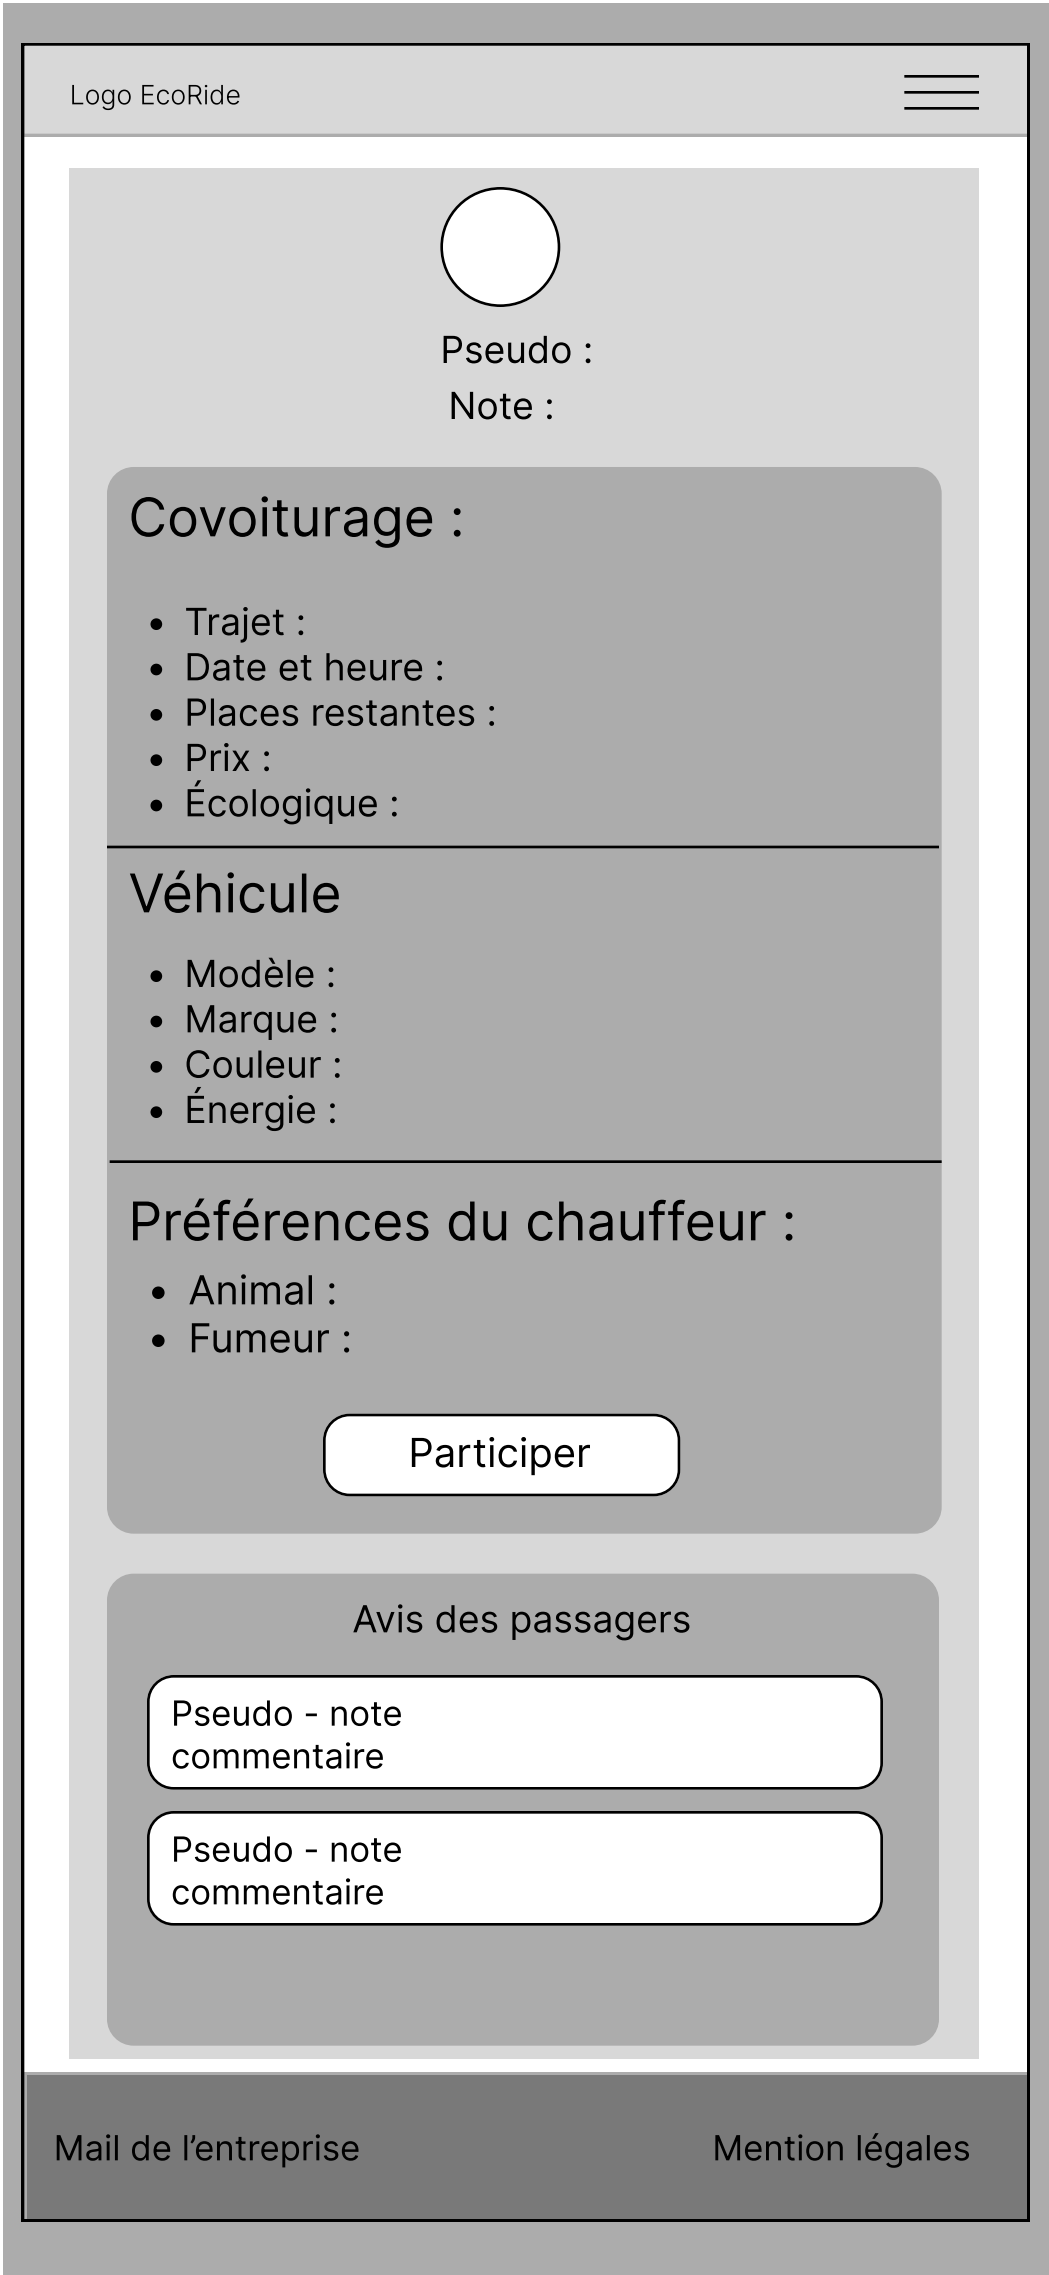 Logo EcoRide
Pseudo :
Note :
Covoiturage :
• Trajet :
• Date et heure :
• Places restantes :
• Prix :
• Écologique :
Véhicule
• Modèle :
• Marque :
• Couleur :
• Énergie :
Préférences du chauffeur :
• Animal :
• Fumeur :
Participer
Avis des passagers
Pseudo - note
commentaire
Pseudo - note
commentaire
Mail de l’entreprise
Mention légales